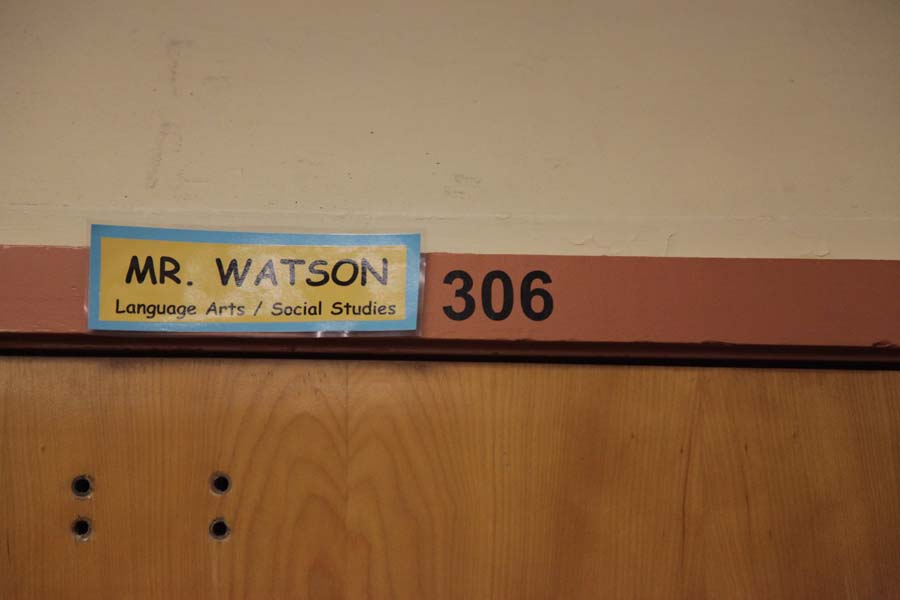 MR. WATSON
Language Arts / Social Studies
306